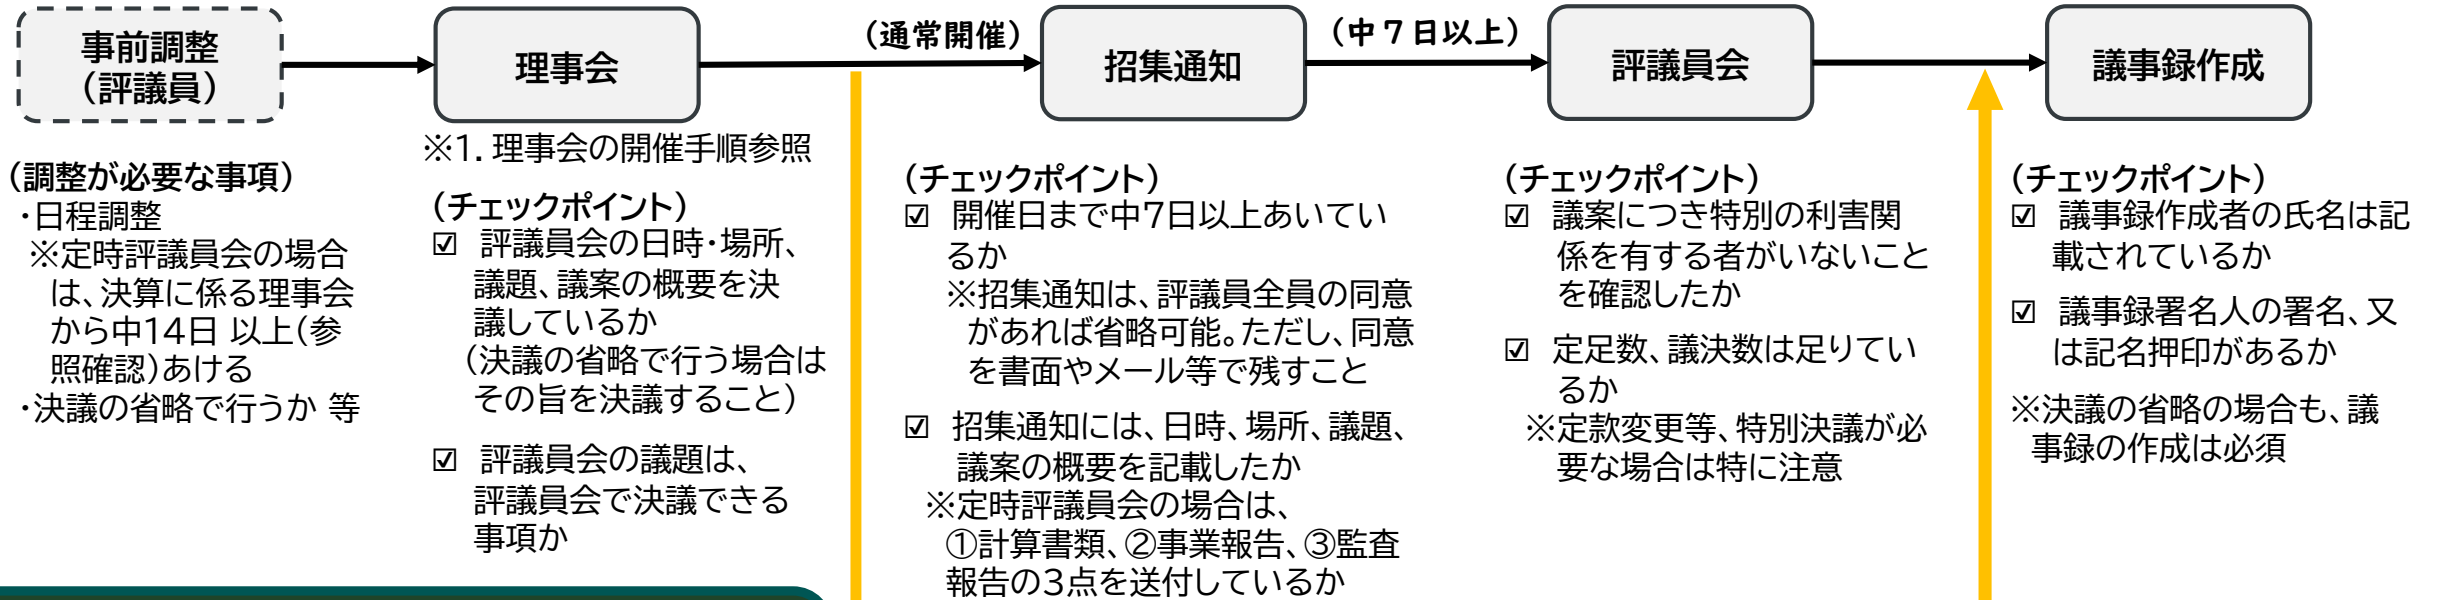 事前調整
（評議員）
理事会
（通常開催）
招集通知
（中７日以上）
評議員会
議事録作成
（調整が必要な事項）
・日程調整
※定時評議員会の場合
は、決算に係る理事会
から中14日 以上（参
照確認）あける
・決議の省略で行うか 等
※1．理事会の開催手順参照
（チェックポイント）
☑ 評議員会の日時・場所、
議題、議案の概要を決
議しているか
（決議の省略で行う場合は
その旨を決議すること）
☑ 評議員会の議題は、
評議員会で決議できる
事項か
（チェックポイント）
☑ 開催日まで中7日以上あいてい
るか
※招集通知は、評議員全員の同意
があれば省略可能。ただし、同意
を書面やメール等で残すこと
☑ 招集通知には、日時、場所、議題、
議案の概要を記載したか
※定時評議員会の場合は、
①計算書類、②事業報告、③監査
報告の3点を送付しているか
（チェックポイント）
☑ 議案につき特別の利害関
係を有する者がいないこと
を確認したか
☑ 定足数、議決数は足りてい
るか
※定款変更等、特別決議が必
要な場合は特に注意
（チェックポイント）
☑ 議事録作成者の氏名は記
載されているか
☑ 議事録署名人の署名、又
は記名押印があるか
※決議の省略の場合も、議
事録の作成は必須